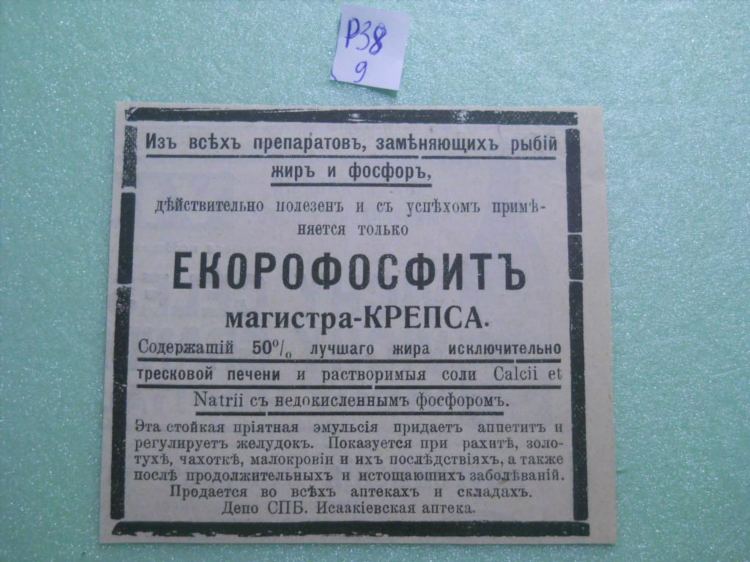 P38
9
Изъ всѣхъ препаратовъ, замѣняющихъ рыбій
жиръ и фосфоръ,
дѣйствительно полезенъ и съ успѣхомъ примѣ-
няется только
ЕКОРОФОСФИТЪ
магистра-КРЕПСА.
Содержащій 50% лучшаго жира исключительно
тресковой печени и растворимыя соли Calcii et
Natrii съ недокисленнымъ фосфоромъ.
Эта стойкая пріятная эмульсія придаетъ аппетитъ и
регулируетъ желудокъ. Показуется при рахитѣ, золо-
тухѣ, чахоткѣ, малокровіи и ихъ послѣдствіяхъ, а также
послѣ продолжительныхъ и истощающихъ заболѣваній.
Продается во всѣхъ аптекахъ и складахъ.
Депо СПБ. Исаакіевская аптека.